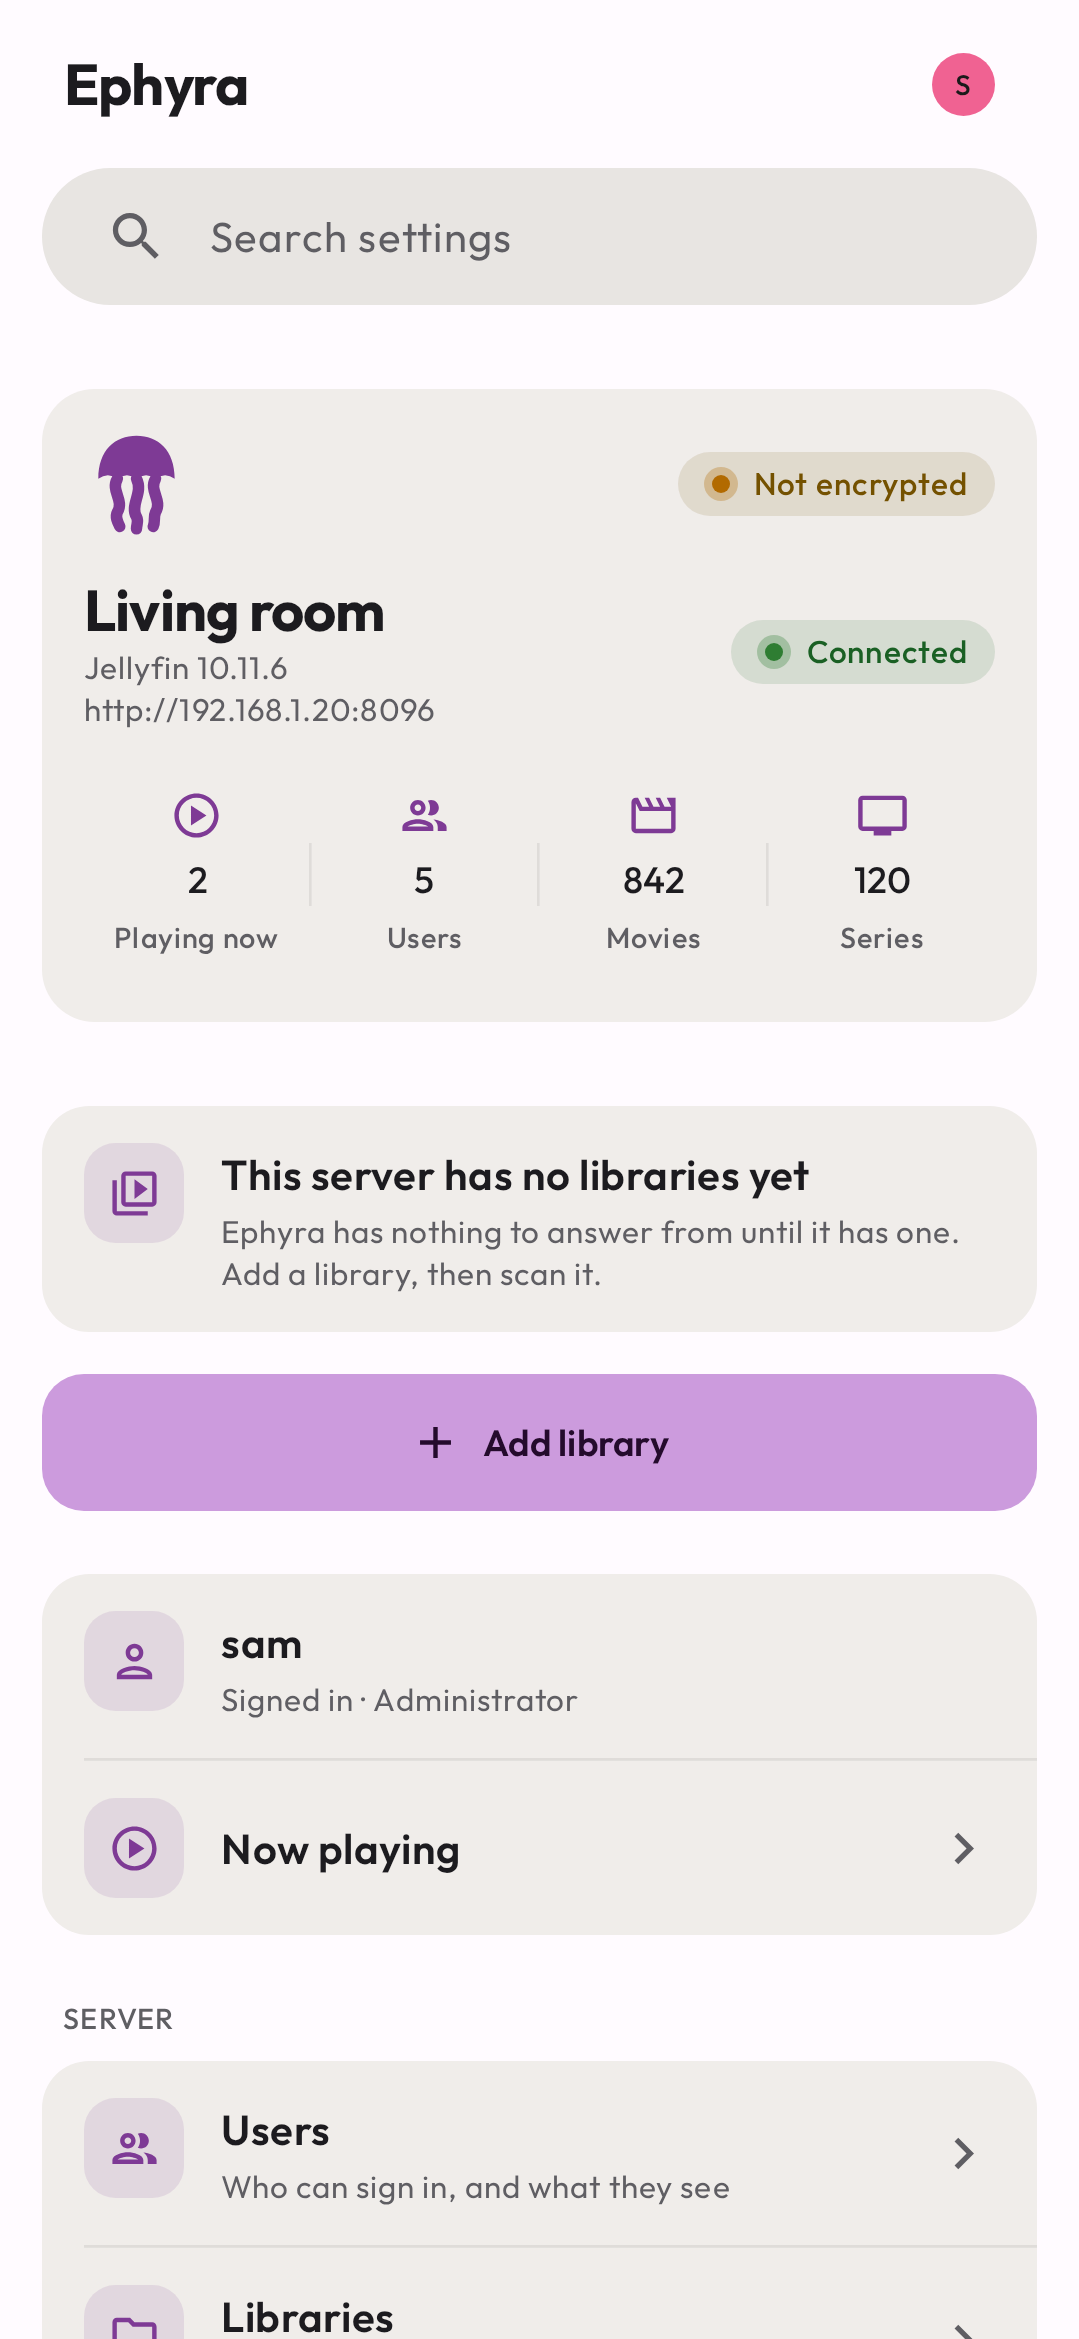 Ephyra
S
Search settings
Not encrypted
Living room
Jellyfin 10.11.6
http://192.168.1.20:8096
Connected
2
5
842
120
Playing now
Users
Movies
Series
This server has no libraries yet
Ephyra has nothing to answer from until it has one.
Add a library, then scan it.
Add library
sam
Signed in · Administrator
Now playing
SERVER
Users
Who can sign in, and what they see
Libraries